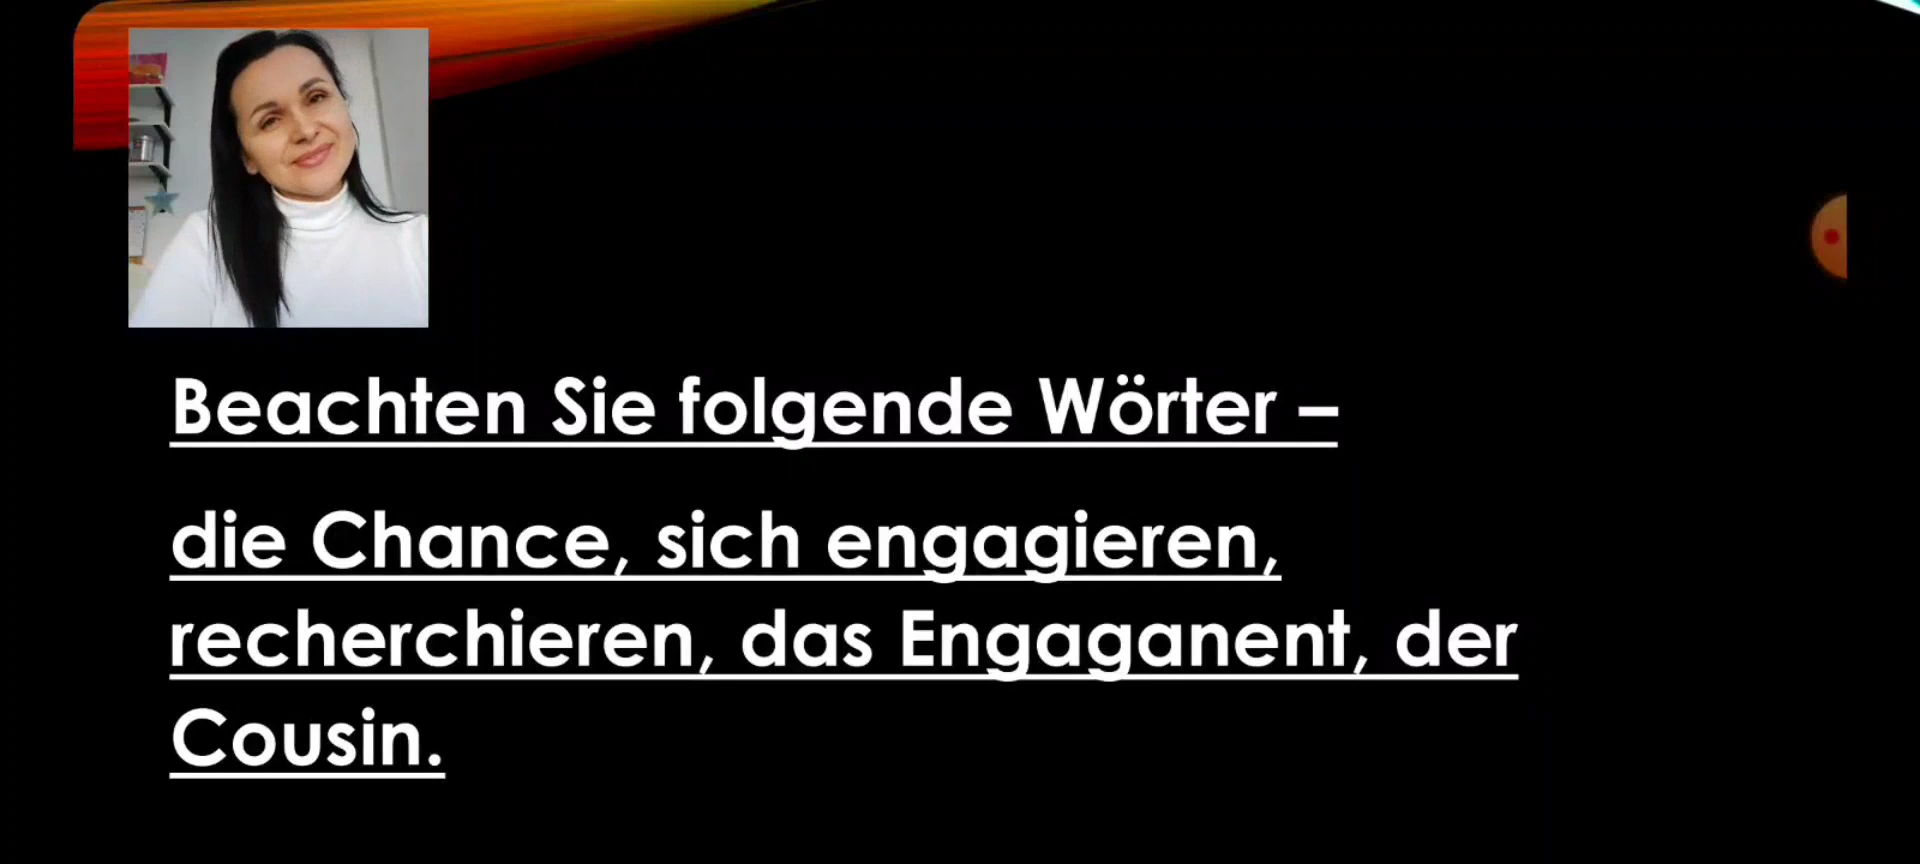 Beachten Sie folgende Wörter –
die Chance, sich engagieren,
recherchieren, das Engaganent, der
Cousin.